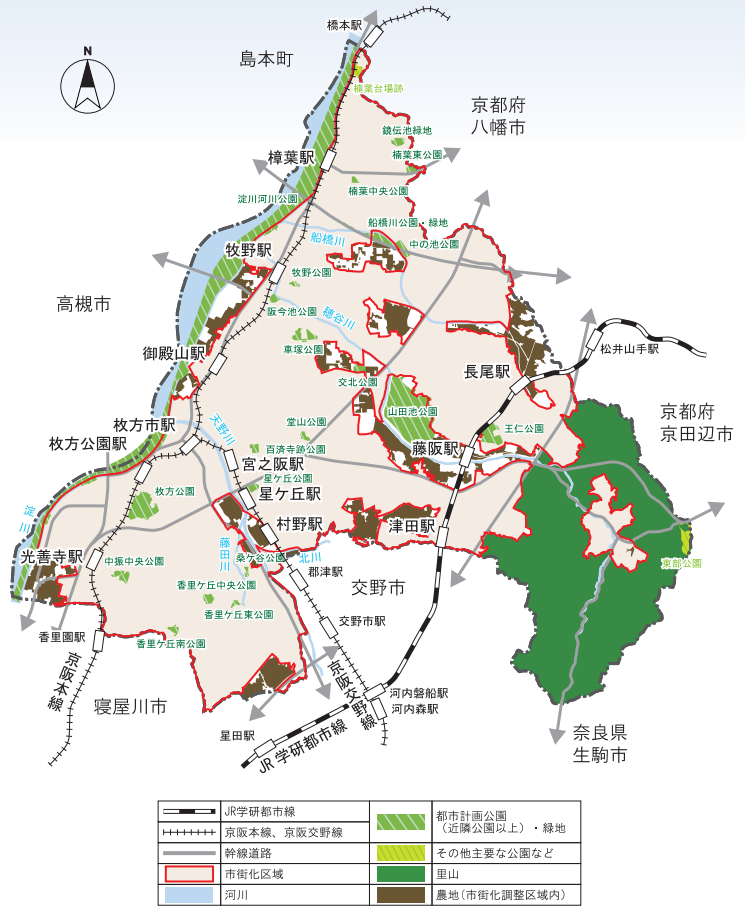 橋本駅
島本町
N
楠葉台場跡
京都府
八幡市
鏡伝池緑地
楠葉東公園
樟葉駅
楠葉中央公園
淀川河川公園
船橋川公園・緑地
船橋川
中の池公園
牧野駅
牧野公園
高槻市
阪今池公園
穂谷川
車塚公園
御殿山駅
松井山手駅
長尾駅
交北公園
山田池公園
京都府
京田辺市
枚方市駅
天野川
堂山公園
王仁公園
枚方公園駅
百済寺跡公園
藤阪駅
宮之阪駅
星ケ丘公園
星ケ丘駅
枚方公園
淀川
村野駅
津田駅
光善寺駅
藤田川
桑ケ谷公園
北川
東部公園
中振中央公園
郡津駅
香里ケ丘中央公園
交野市
香里ケ丘東公園
交野市駅
香里園駅
香里ケ丘南公園
京阪本線
京阪交野線
寝屋川市
河内磐船駅
河内森駅
星田駅
JR学研都市線
奈良県
生駒市
JR学研都市線
京阪本線、京阪交野線
幹線道路
市街化区域
河川
都市計画公園
（近隣公園以上）・緑地
その他主要な公園など
里山
農地（市街化調整区域内）